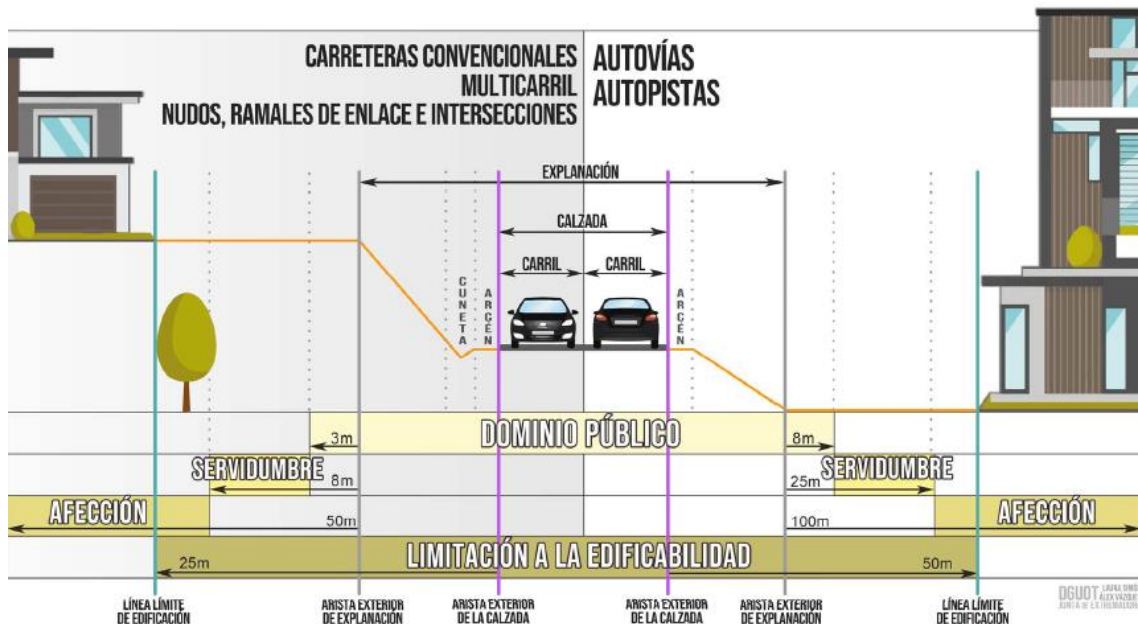 CARRETERAS CONVENCIONALES
MULTICARRIL
NUDOS, RAMALES DE ENLACE E INTERSECCIONES
AUTOVÍAS
AUTOPISTAS
EXPLANACIÓN
CALZADA
CARRIL
CARRIL
CUNETA
ARCÉN
ARCÉN
3m
DOMINIO PÚBLICO
8m
SERVIDUMBRE
8m
25m
SERVIDUMBRE
AFECCIÓN
50m
100m
AFECCIÓN
25m
LIMITACIÓN A LA EDIFICABILIDAD
50m
LÍNEA LÍMITE
DE EDIFICACIÓN
ARISTA EXTERIOR
DE EXPLANACIÓN
ARISTA EXTERIOR
DE LA CALZADA
ARISTA EXTERIOR
DE LA CALZADA
ARISTA EXTERIOR
DE EXPLANACIÓN
LÍNEA LÍMITE
DE EDIFICACIÓN
DGUOT
JUNTA DE